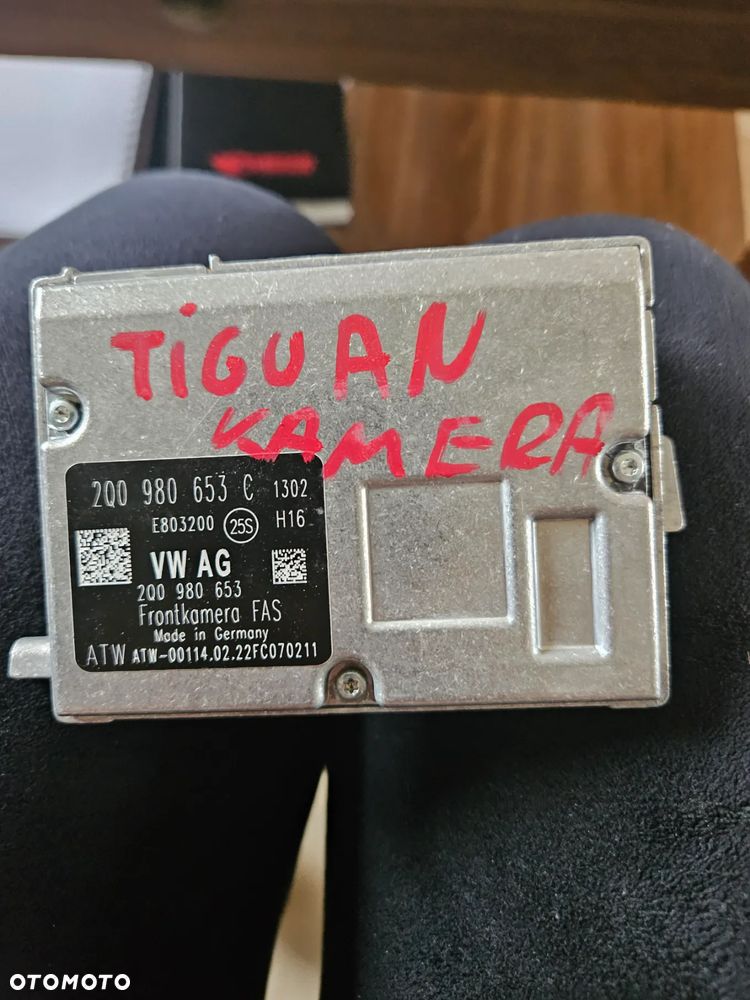 TiGUAN
KAMERA
2Q0 980 653 C 1302
E803200 25S H16
VW AG
2Q0 980 653
Frontkamera FAS
Made in Germany
ATW ATW-00114.02.22FC070211
OTOMOTO